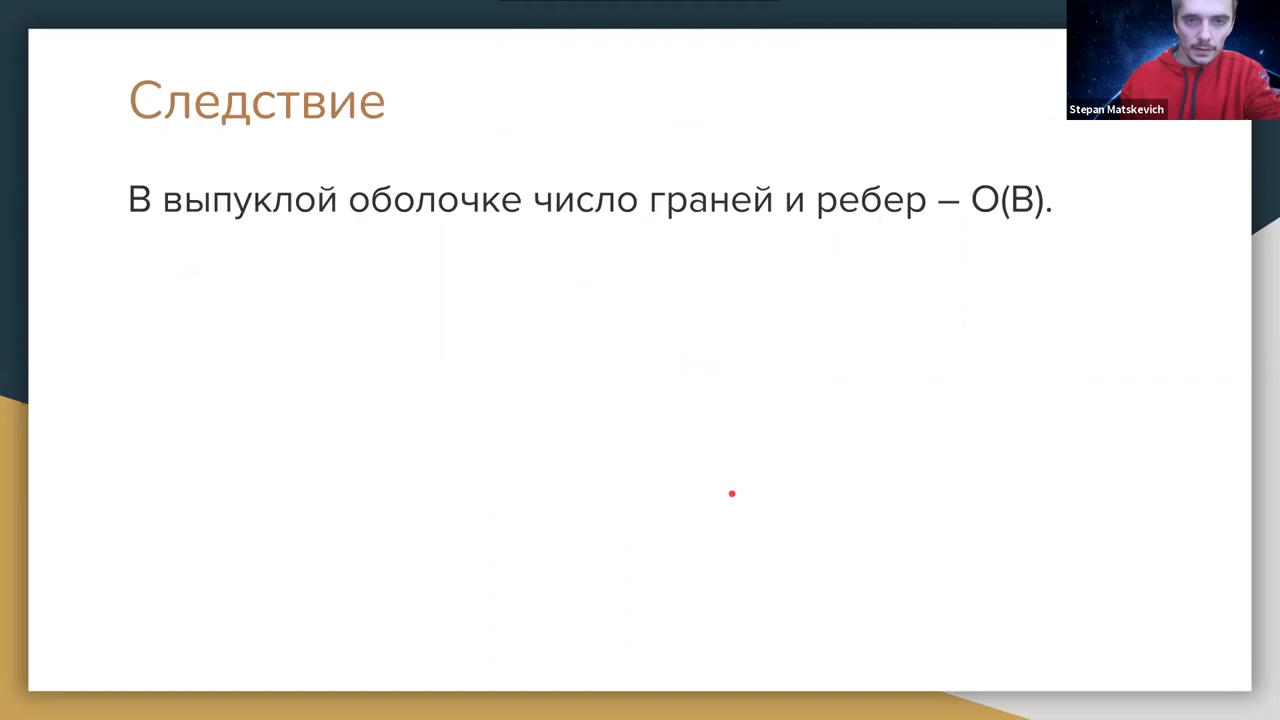 Следствие
В выпуклой оболочке число граней и ребер – O(В).
Stepan Matskevich